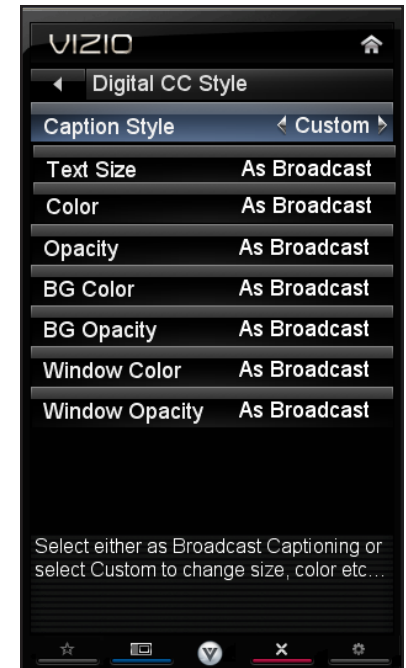 VIZIO
Digital CC Style
Caption Style Custom
Text Size As Broadcast
Color As Broadcast
Opacity As Broadcast
BG Color As Broadcast
BG Opacity As Broadcast
Window Color As Broadcast
Window Opacity As Broadcast
Select either as Broadcast Captioning or
select Custom to change size, color etc...
V